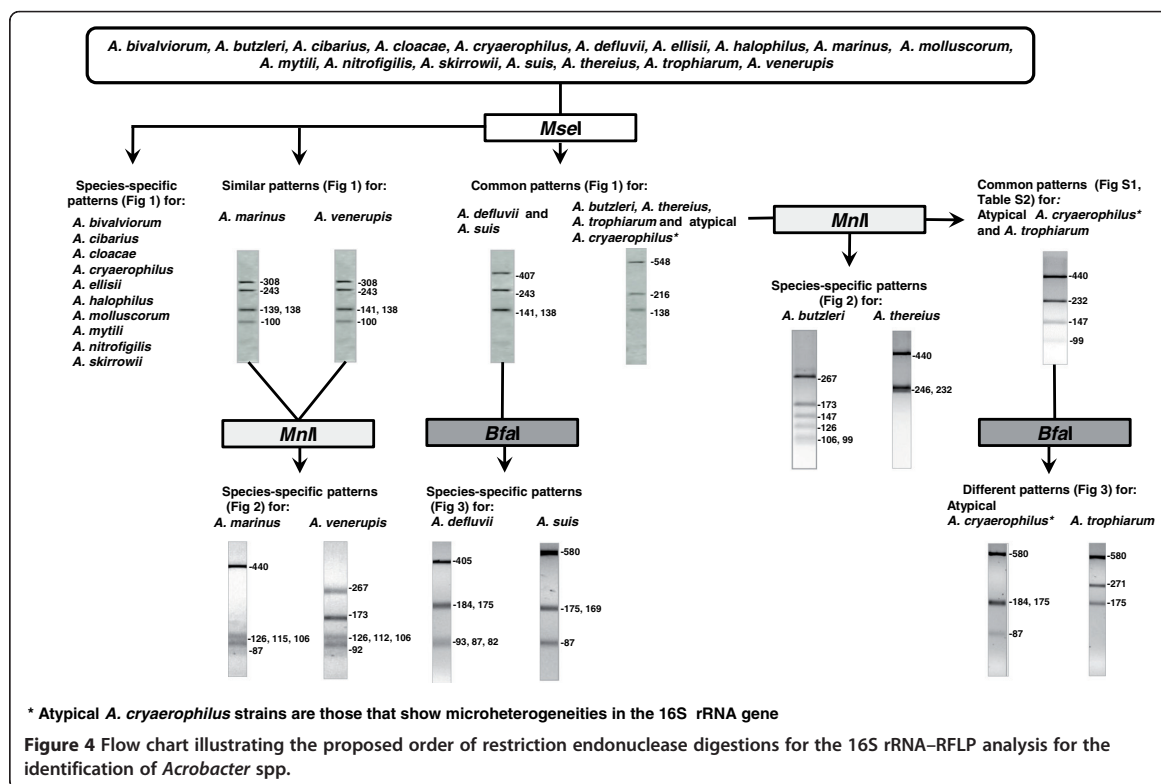 A. bivalviorum, A. butzleri, A. cibarius, A. cloacae, A. cryaerophilus, A. defluvii, A. ellisii, A. halophilus, A. marinus, A. molluscorum,
A. mytili, A. nitrofigilis, A. skirrowii, A. suis, A. thereius, A. trophiarum, A. venerupis
MseI
Species-specific
patterns (Fig 1) for:
A. bivalviorum
A. cibarius
A. cloacae
A. cryaerophilus
A. ellisii
A. halophilus
A. molluscorum
A. mytili
A. nitrofigilis
A. skirrowii
Similar patterns (Fig 1) for:
A. marinus
A. venerupis
-308
-243
-139, 138
-100
-308
-243
-141, 138
-100
Common patterns (Fig 1) for:
A. defluvii and
A. suis
-407
-243
-141, 138
A. butzleri, A. thereius,
A. trophiarum and atypical
A. cryaerophilus*
-548
-216
-138
MnlI
Common patterns (Fig S1,
Table S2) for:
Atypical A. cryaerophilus*
and A. trophiarum
-440
-232
-147
-99
Species-specific patterns
(Fig 2) for:
A. butzleri
A. thereius
-267
-173
-147
-126
-106, 99
-440
-246, 232
MnlI
BfaI
BfaI
Species-specific patterns
(Fig 2) for:
A. marinus
A. venerupis
-440
-126, 115, 106
-87
-267
-173
-126, 112, 106
-92
Species-specific patterns
(Fig 3) for:
A. defluvii
A. suis
-405
-184, 175
-93, 87, 82
-580
-175, 169
-87
Different patterns (Fig 3) for:
Atypical
A. cryaerophilus*
A. trophiarum
-580
-184, 175
-87
-580
-271
-175
* Atypical A. cryaerophilus strains are those that show microheterogeneities in the 16S rRNA gene
Figure 4 Flow chart illustrating the proposed order of restriction endonuclease digestions for the 16S rRNA–RFLP analysis for the
identification of Acrobacter spp.